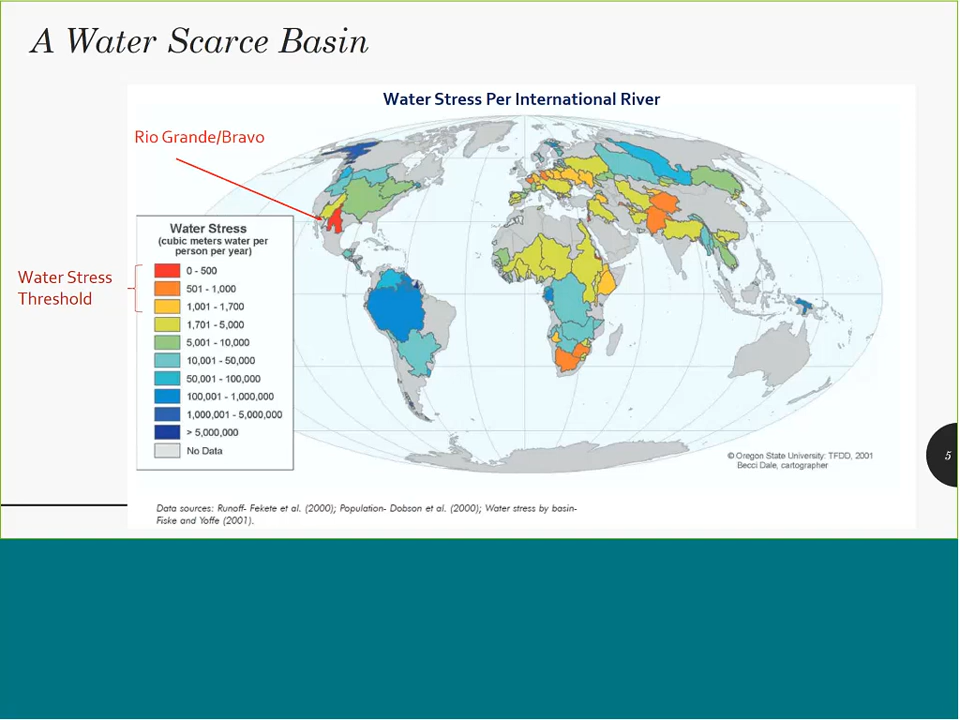 A Water Scarce Basin
Water Stress Per International River
Rio Grande/Bravo
Water Stress
(cubic meters water per
person per year)
0 - 500
501 - 1,000
1,001 - 1,700
1,701 - 5,000
5,001 - 10,000
10,001 - 50,000
50,001 - 100,000
100,001 - 1,000,000
1,000,001 - 5,000,000
> 5,000,000
No Data
Water Stress
Threshold
© Oregon State University: TFDD, 2001
Becci Dale, cartographer
5
Data sources: Runoff- Fekete et al. (2000); Population- Dobson et al. (2000); Water stress by basin-
Fiske and Yoffe (2001).